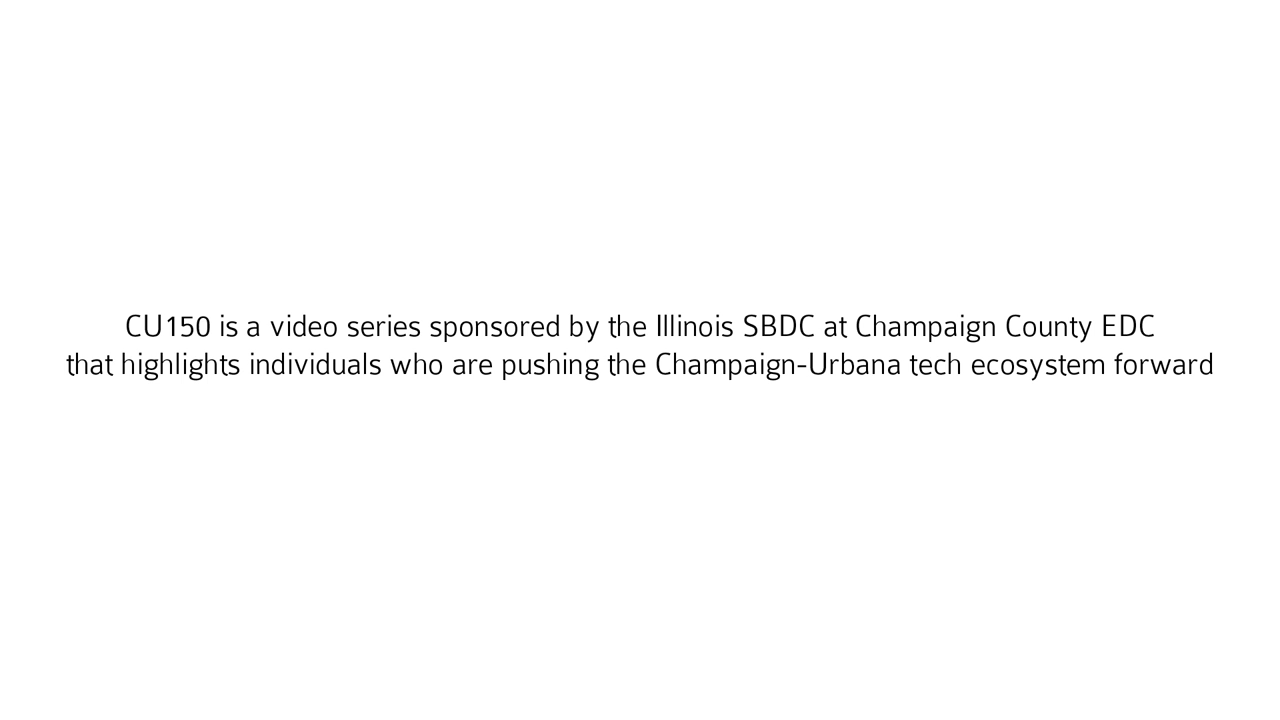 CU150 is a video series sponsored by the Illinois SBDC at Champaign County EDC
that highlights individuals who are pushing the Champaign-Urbana tech ecosystem forward